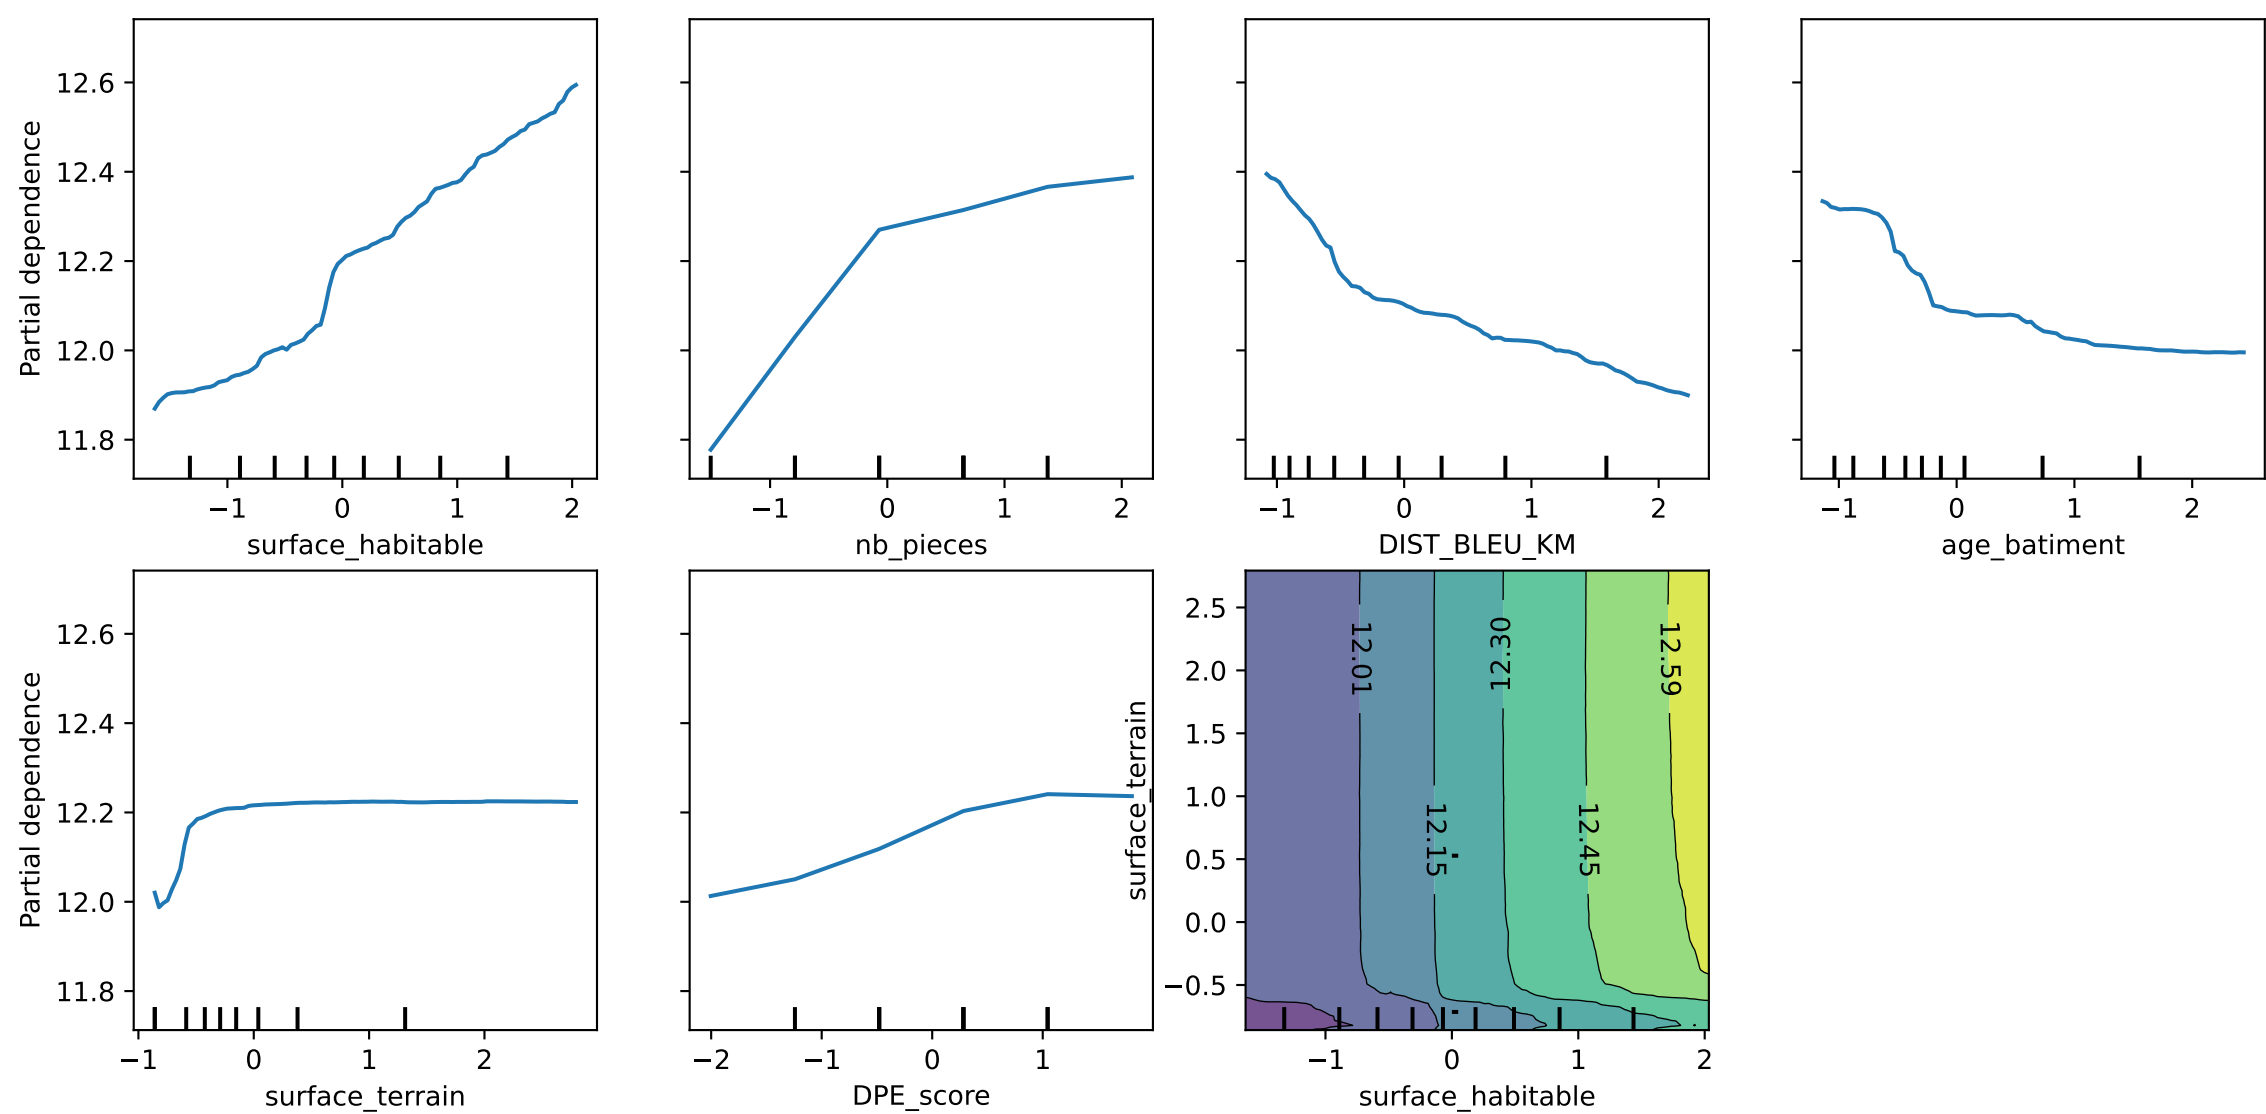 Partial dependence
12.6
12.4
12.2
12.0
11.8
−1 0 1 2
surface_habitable
−1 0 1 2
nb_pieces
−1 0 1 2
DIST_BLEU_KM
−1 0 1 2
age_batiment
Partial dependence
12.6
12.4
12.2
12.0
11.8
−1 0 1 2
surface_terrain
−2 −1 0 1
DPE_score
surface_terrain
2.5
2.0
1.5
1.0
0.5
0.0
−0.5
12.01
12.30
12.59
12.15
12.45
−1 0 1 2
surface_habitable